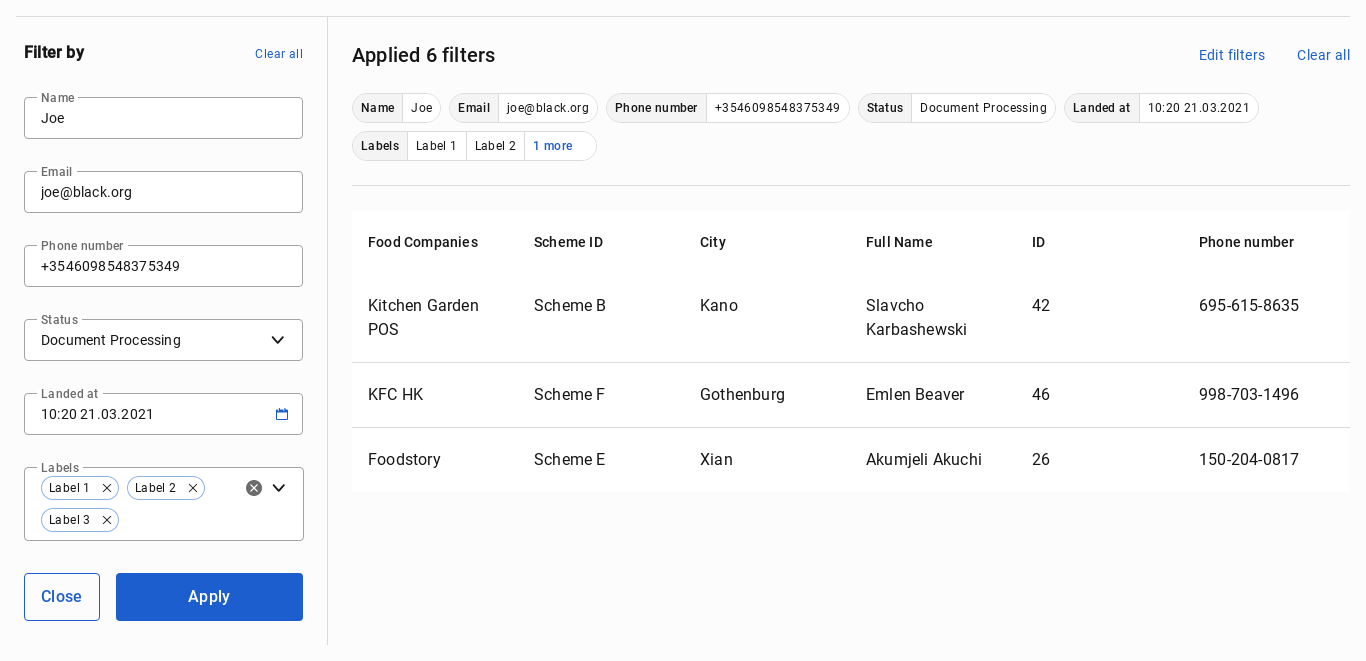 Filter by
Clear all
Name
Joe
Email
joe@black.org
Phone number
+3546098548375349
Status
Document Processing
Landed at
10:20 21.03.2021
Labels
Label 1
Label 2
Label 3
Close
Apply
Applied 6 filters
Edit filters
Clear all
Name Joe
Email joe@black.org
Phone number +3546098548375349
Status Document Processing
Landed at 10:20 21.03.2021
Labels Label 1 Label 2 1 more
Food Companies Scheme ID City Full Name ID Phone number
Kitchen Garden Scheme B Kano Slavcho 42 695-615-8635
POS Karbashewski
KFC HK Scheme F Gothenburg Emlen Beaver 46 998-703-1496
Foodstory Scheme E Xian Akumjeli Akuchi 26 150-204-0817